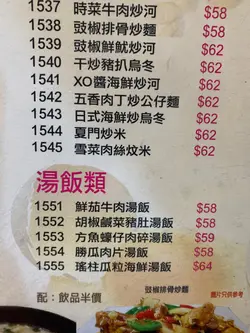 1537 時菜牛肉炒河 $58
1538 豉椒排骨炒麵 $58
1539 豉椒鮮魷炒河 $62
1540 干炒豬扒烏冬 $62
1541 XO醬海鮮炒河 $62
1542 五香肉丁炒公仔麵 $62
1543 日式海鮮炒烏冬 $62
1544 夏門炒米 $62
1545 雪菜肉絲炆米 $62
湯飯類
1551 鮮茄牛肉湯飯 $58
1552 胡椒鹹菜豬肚湯飯 $58
1553 方魚蠔仔肉碎湯飯 $59
1554 勝瓜肉片湯飯 $58
1555 瑤柱瓜粒海鮮湯飯 $64
配：飲品半價
豉椒排骨炒麵
圖片只供參考